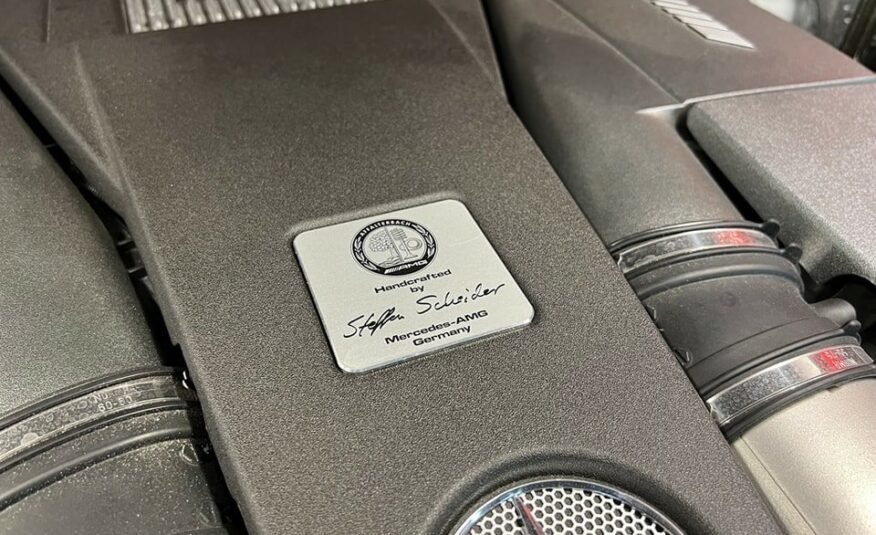 AFFALTERBACH
AMG
Handcrafted
by
Steffen Scheider
Mercedes-AMG
Germany